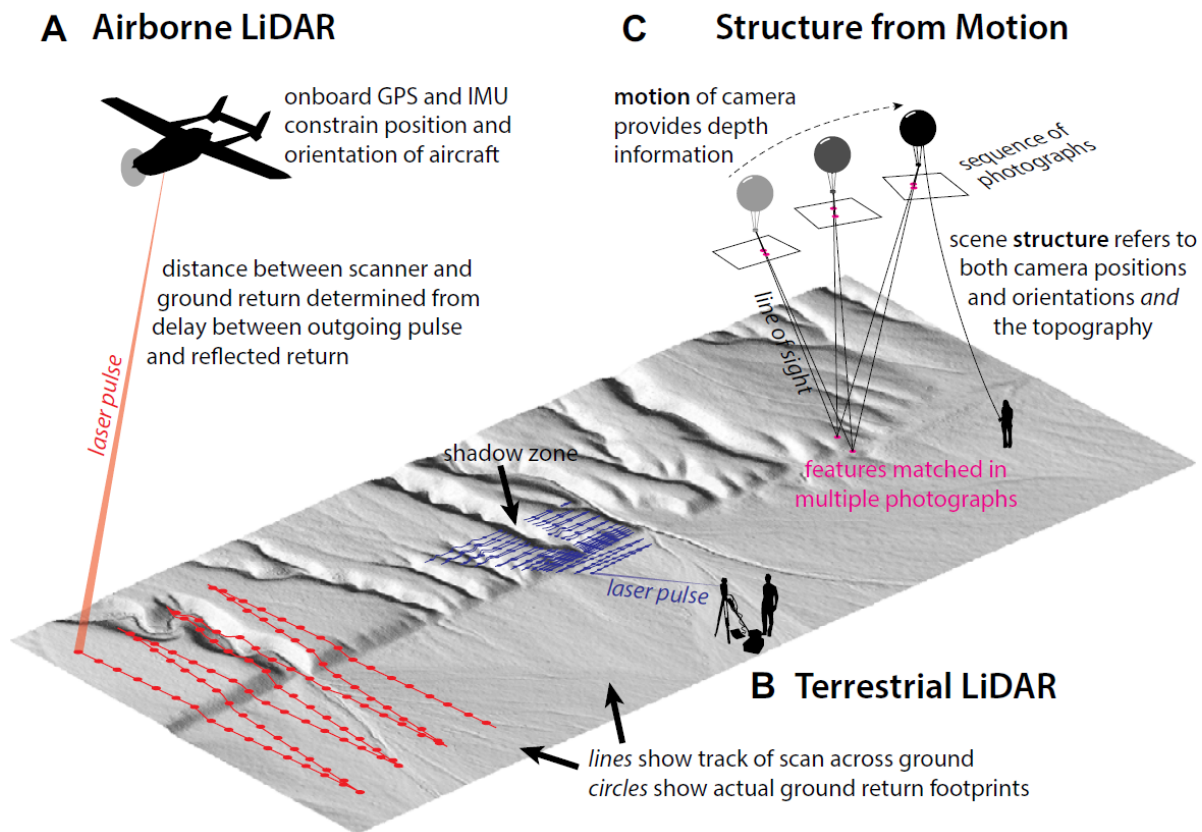 A Airborne LiDAR
onboard GPS and IMU
constrain position and
orientation of aircraft
distance between scanner and
ground return determined from
delay between outgoing pulse
and reflected return
laser pulse
C Structure from Motion
motion of camera
provides depth
information
sequence of
photographs
scene structure refers to
both camera positions
and orientations and
the topography
line of sight
features matched in
multiple photographs
shadow zone
laser pulse
B Terrestrial LiDAR
lines show track of scan across ground
circles show actual ground return footprints